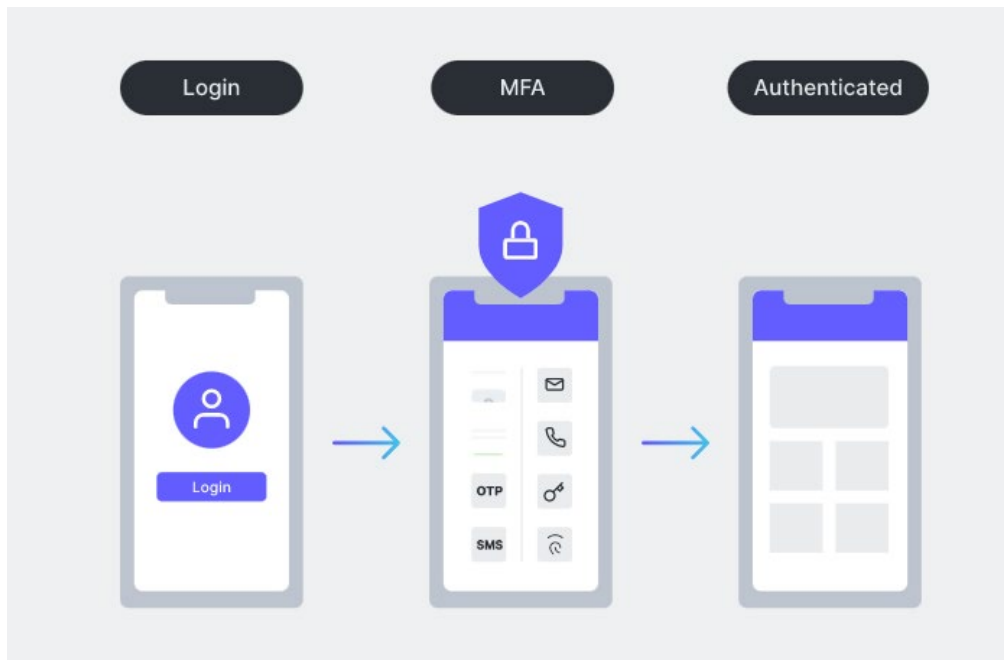 Login
MFA
Authenticated
Login
OTP
SMS